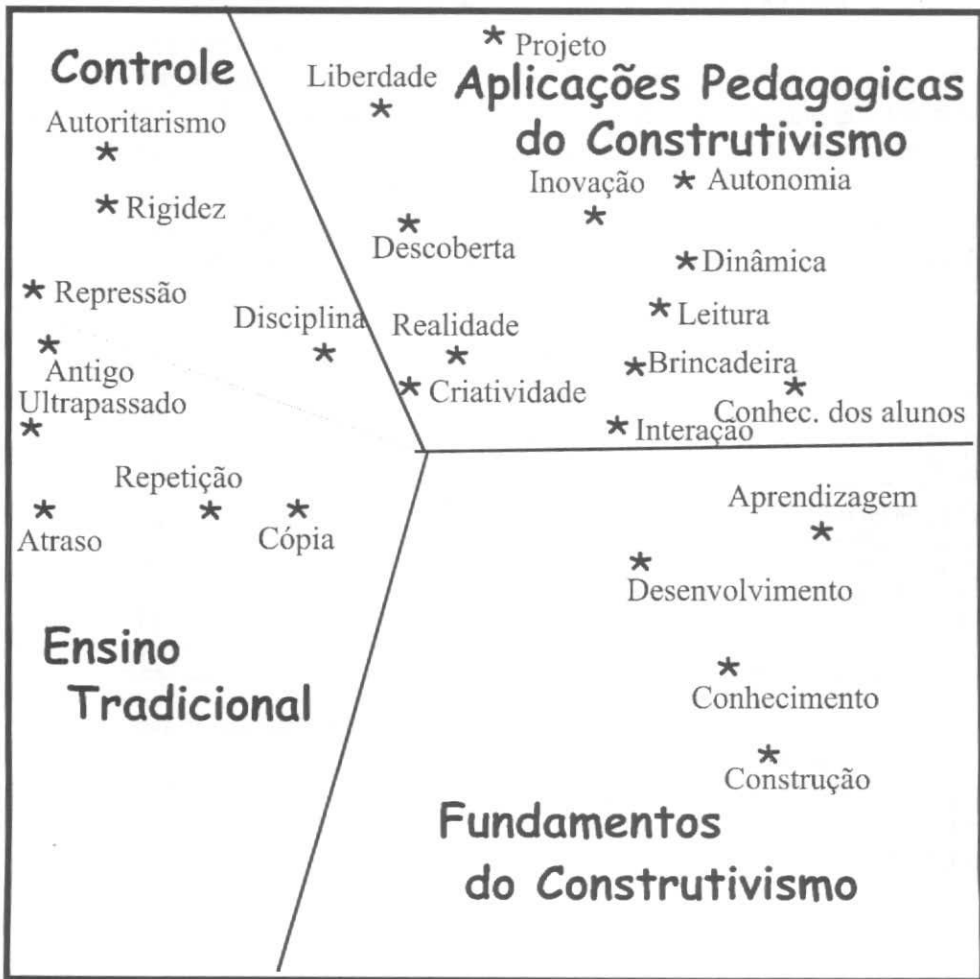 Controle
Autoritarismo
Rigidez
Repressão
Disciplina
Antigo
Ultrapassado
Repetição
Atraso
Cópia
Ensino
Tradicional
Projeto
Liberdade
Aplicações Pedagogicas
do Construtivismo
Inovação
Autonomia
Descoberta
Dinâmica
Leitura
Realidade
Brincadeira
Criatividade
Conhec. dos alunos
Interação
Aprendizagem
Desenvolvimento
Conhecimento
Construção
Fundamentos
do Construtivismo